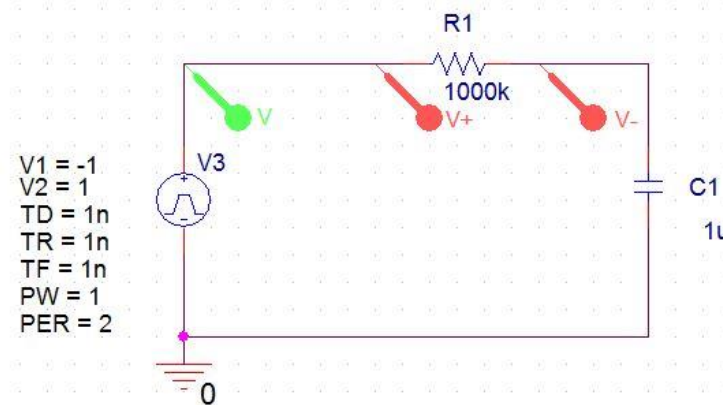 R1
1000k
V
V+
V-
V3
V1 = -1
V2 = 1
TD = 1n
TR = 1n
TF = 1n
PW = 1
PER = 2
C1
1u
0